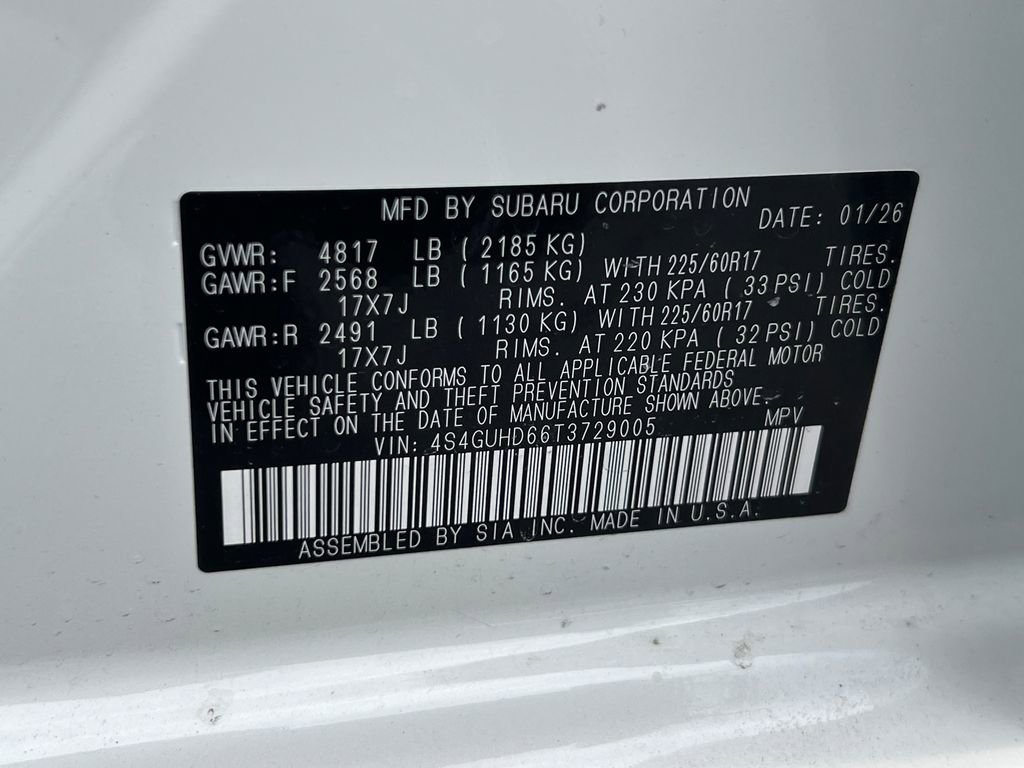 MFD BY SUBARU CORPORATION DATE: 01/26
GVWR: 4817 LB ( 2185 KG)
GAWR:F 2568 LB ( 1165 KG) WITH 225/60R17 TIRES.
17X7J RIMS. AT 230 KPA ( 33 PSI) COLD
GAWR:R 2491 LB ( 1130 KG) WITH 225/60R17 TIRES.
17X7J RIMS. AT 220 KPA ( 32 PSI) COLD
THIS VEHICLE CONFORMS TO ALL APPLICABLE FEDERAL MOTOR
VEHICLE SAFETY AND THEFT PREVENTION STANDARDS
IN EFFECT ON THE DATE OF MANUFACTURE SHOWN ABOVE.
VIN: 4S4GUHD66T3729005 MPV
ASSEMBLED BY SIA, INC. MADE IN U.S.A.